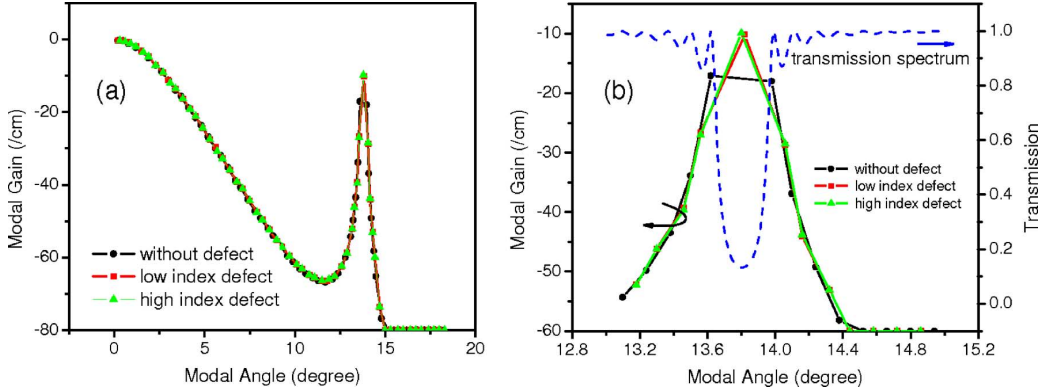 (a)
Modal Gain (/cm)
0
-20
-40
-60
-80
without defect
low index defect
high index defect
0 5 10 15 20
Modal Angle (degree)
(b)
Modal Gain (/cm)
-10
-20
-30
-40
-50
-60
transmission spectrum
without defect
low index defect
high index defect
1.0
0.8
0.6
0.4
0.2
0.0
Transmission
12.8 13.2 13.6 14.0 14.4 14.8 15.2
Modal Angle (degree)